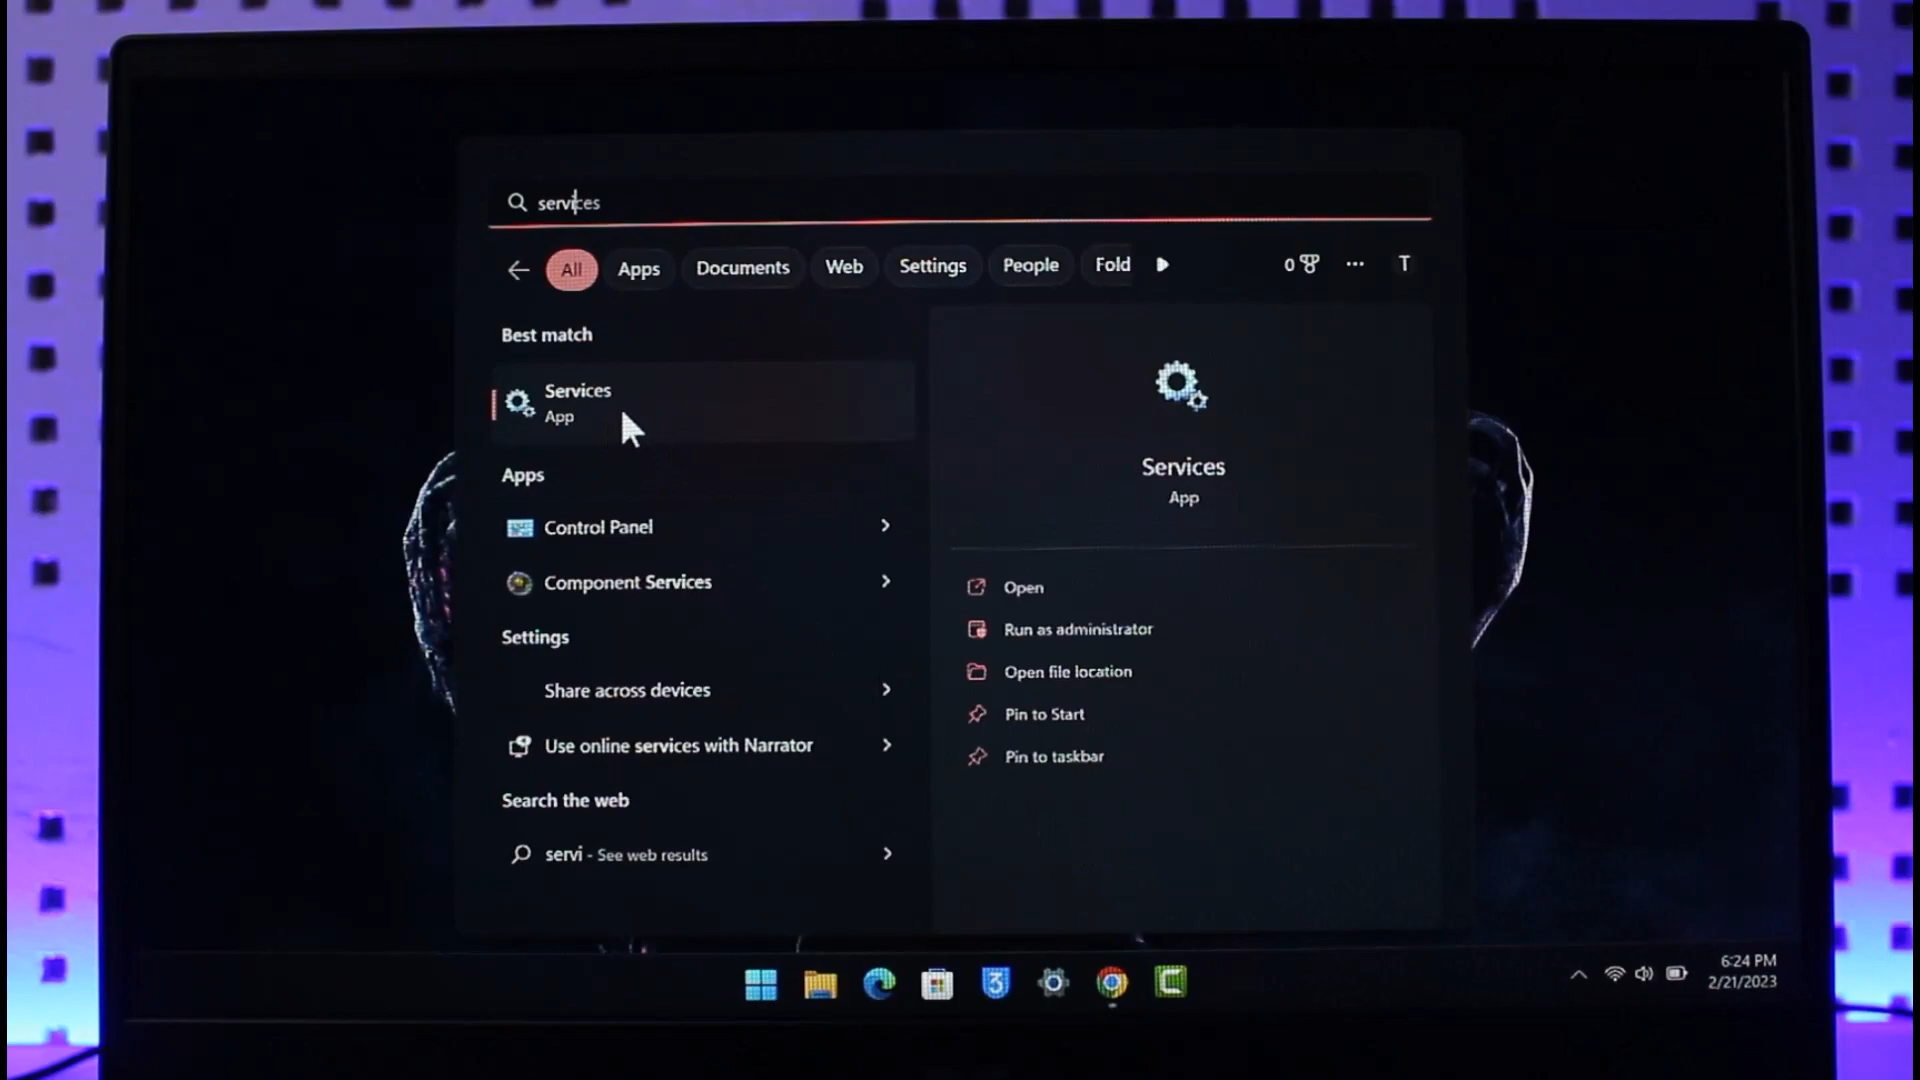 services
All
Apps
Documents
Web
Settings
People
Fold
0
T
Best match
Services
App
Apps
Control Panel
Component Services
Settings
Share across devices
Use online services with Narrator
Search the web
servi - See web results
Services
App
Open
Run as administrator
Open file location
Pin to Start
Pin to taskbar
3
6:24 PM
2/21/2023